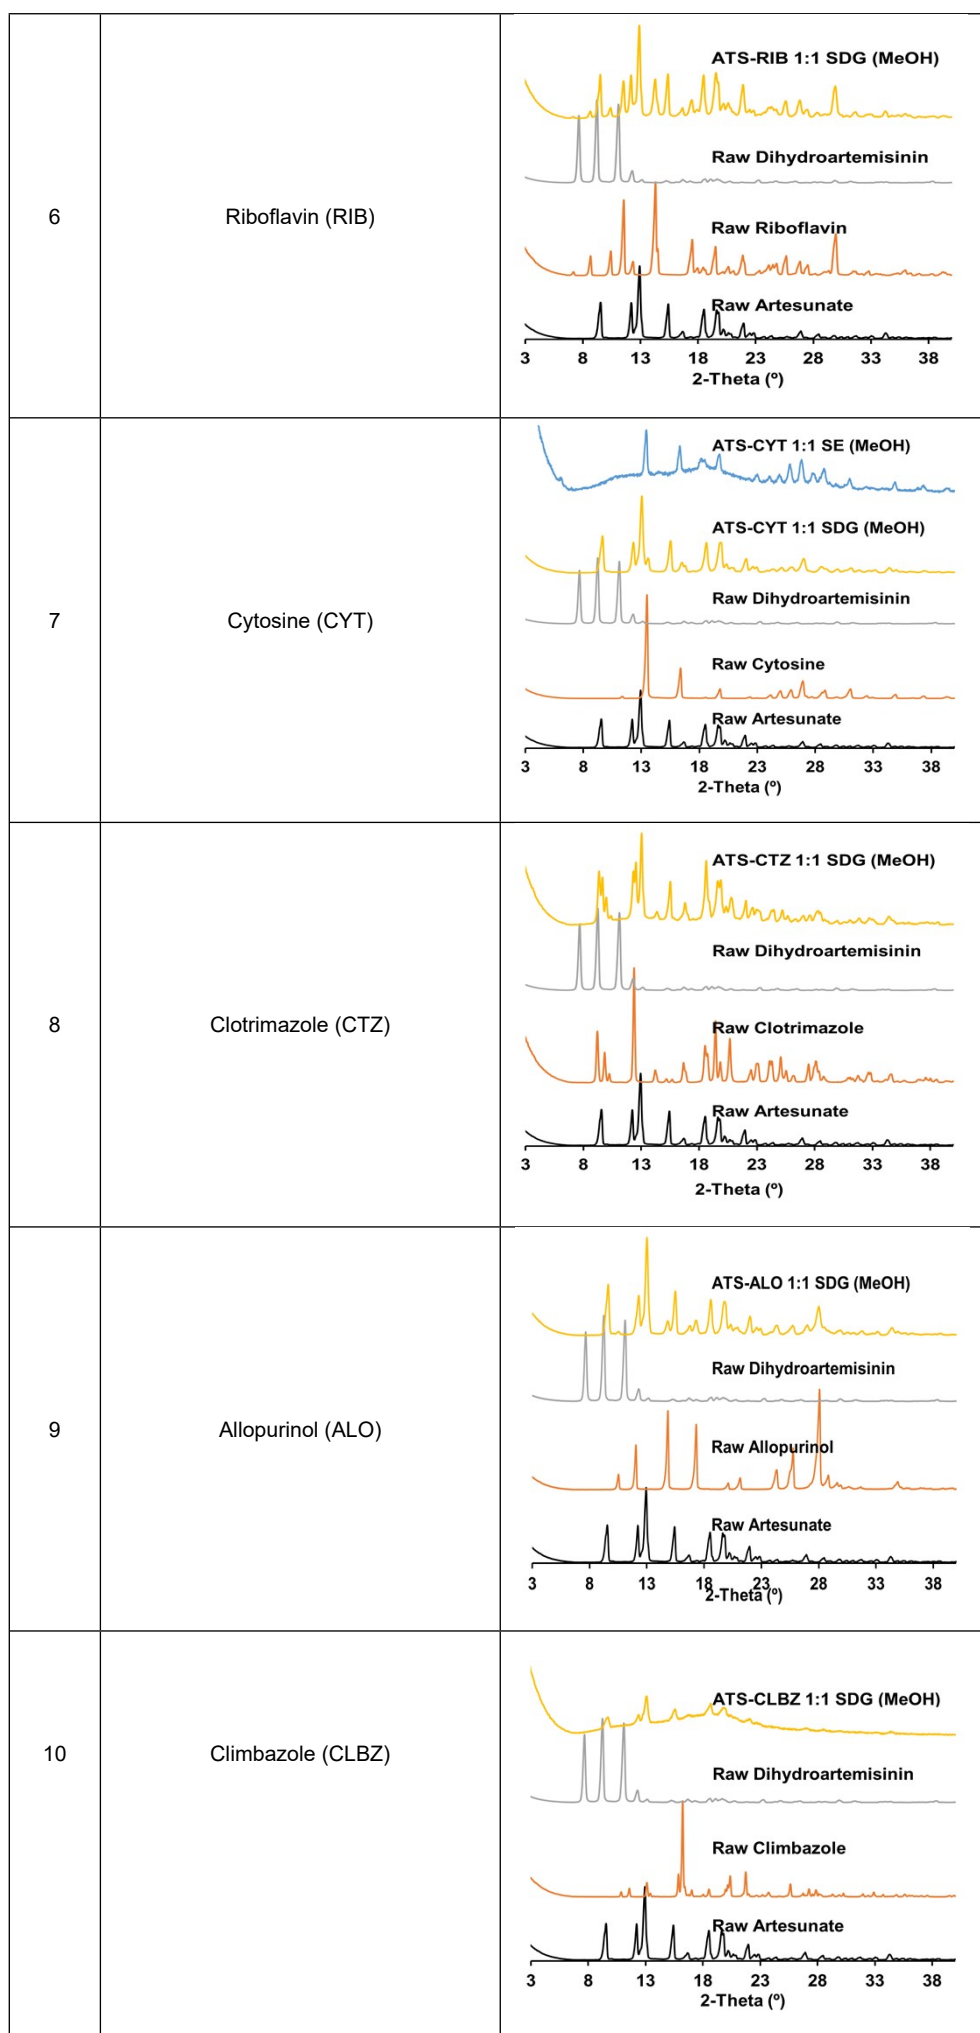 6
Riboflavin (RIB)
ATS-RIB 1:1 SDG (MeOH)
Raw Dihydroartemisinin
Raw Riboflavin
Raw Artesunate
3 8 13 18 23 28 33 38
2-Theta (º)
7
Cytosine (CYT)
ATS-CYT 1:1 SE (MeOH)
ATS-CYT 1:1 SDG (MeOH)
Raw Dihydroartemisinin
Raw Cytosine
Raw Artesunate
3 8 13 18 23 28 33 38
2-Theta (º)
8
Clotrimazole (CTZ)
ATS-CTZ 1:1 SDG (MeOH)
Raw Dihydroartemisinin
Raw Clotrimazole
Raw Artesunate
3 8 13 18 23 28 33 38
2-Theta (º)
9
Allopurinol (ALO)
ATS-ALO 1:1 SDG (MeOH)
Raw Dihydroartemisinin
Raw Allopurinol
Raw Artesunate
3 8 13 18 23 28 33 38
2-Theta (º)
10
Climbazole (CLBZ)
ATS-CLBZ 1:1 SDG (MeOH)
Raw Dihydroartemisinin
Raw Climbazole
Raw Artesunate
3 8 13 18 23 28 33 38
2-Theta (º)